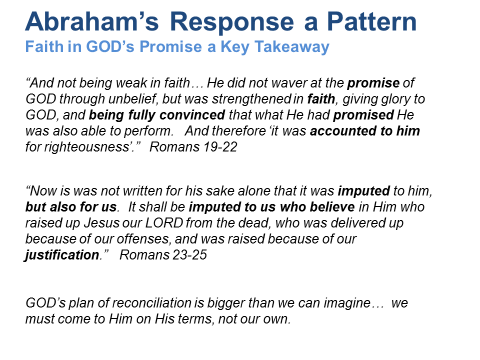 Abraham’s Response a Pattern
Faith in GOD’s Promise a Key Takeaway
“And not being weak in faith… He did not waver at the promise of
GOD through unbelief, but was strengthened in faith, giving glory to
GOD, and being fully convinced that what He had promised He
was also able to perform.   And therefore ‘it was accounted to him
for righteousness’.”   Romans 19-22
“Now is was not written for his sake alone that it was imputed to him,
but also for us.  It shall be imputed to us who believe in Him who
raised up Jesus our LORD from the dead, who was delivered up
because of our offenses, and was raised because of our
justification.”   Romans 23-25
GOD’s plan of reconciliation is bigger than we can imagine…  we
must come to Him on His terms, not our own.